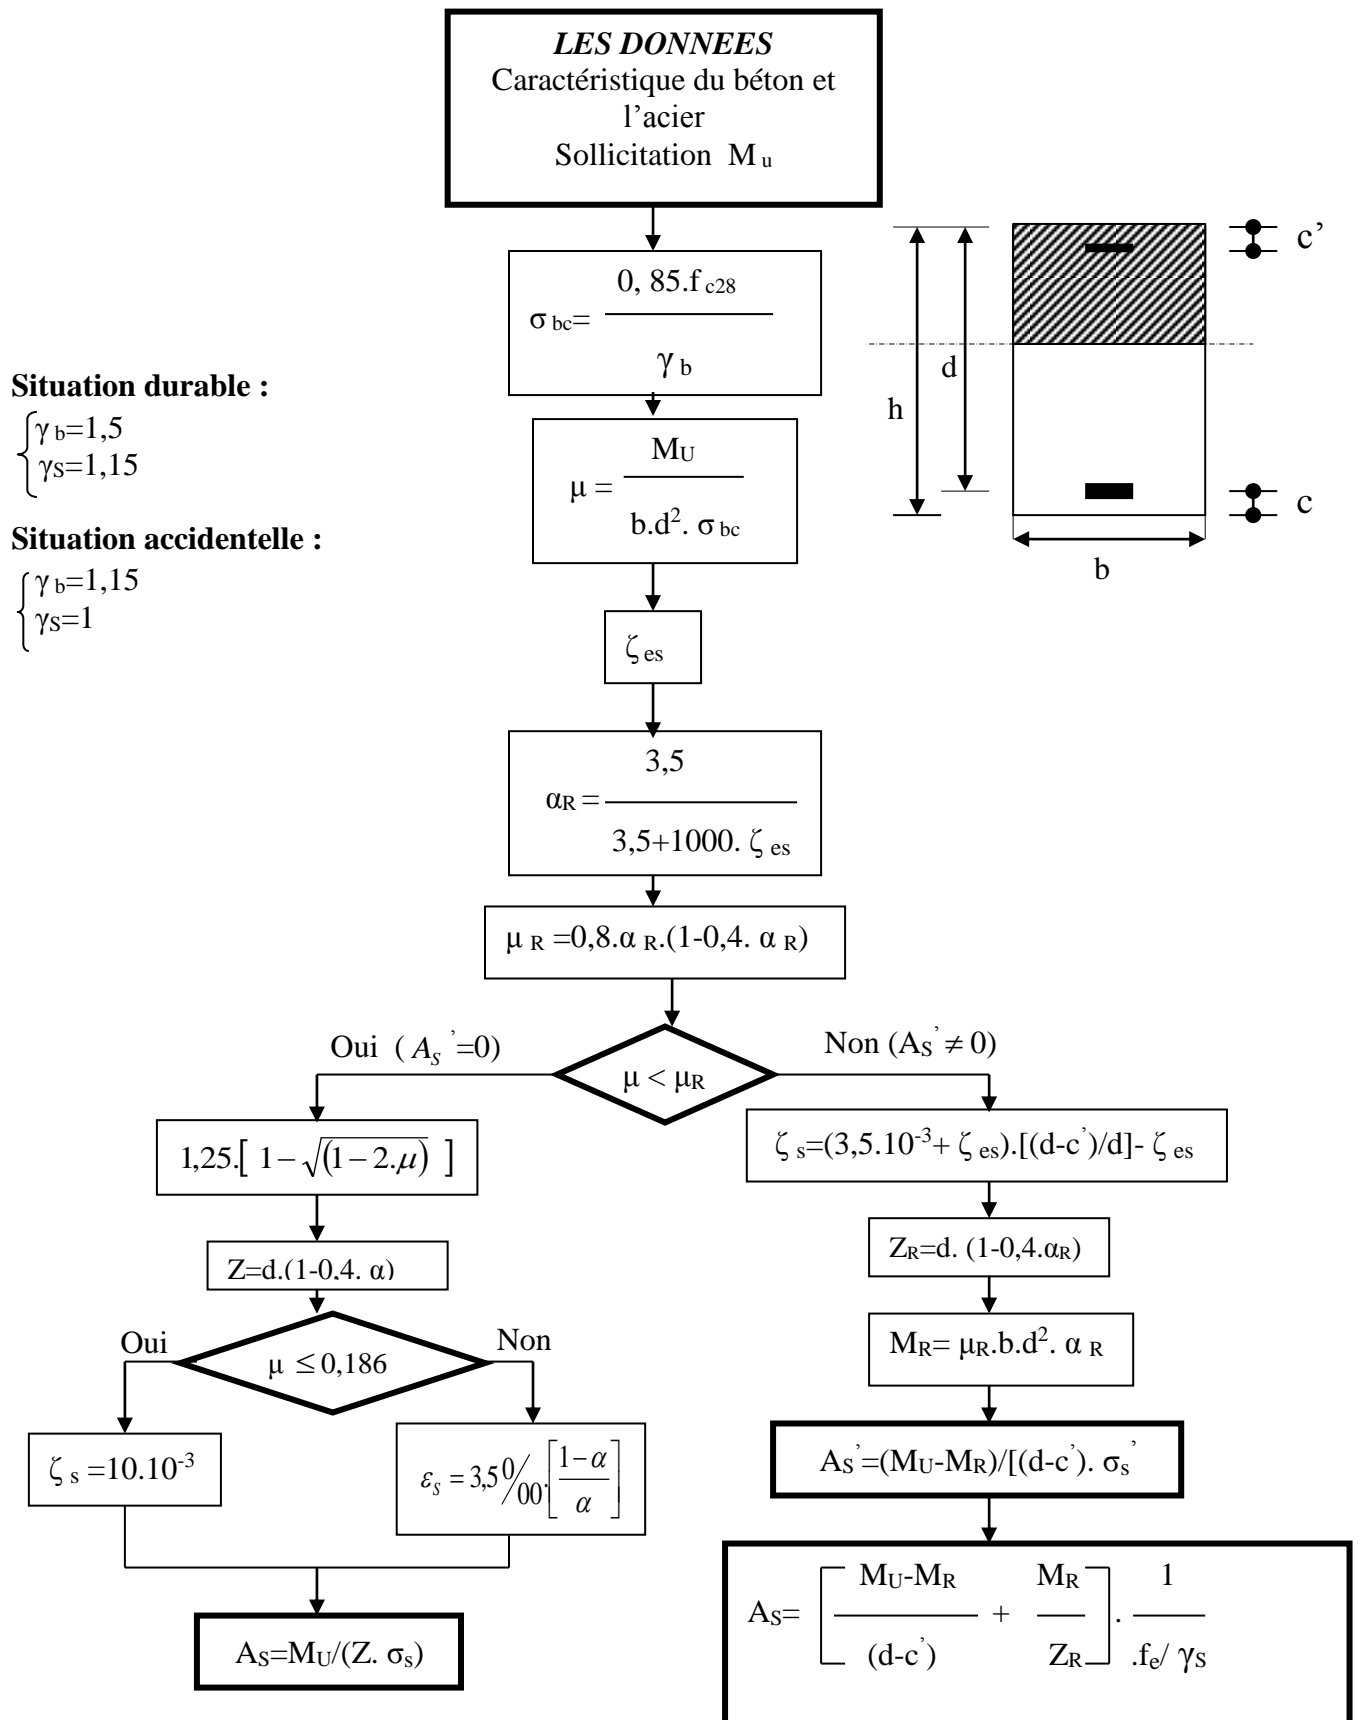 LES DONNEES
Caractéristique du béton et
l’acier
Sollicitation M u
σ bc= 0, 85.f c28
γ b
c’
d
h
c
b
Situation durable :
γ b=1,5
γS=1,15
Situation accidentelle :
γ b=1,15
γS=1
μ = MU
b.d². σ bc
ζ es
αR = 3,5
3,5+1000. ζ es
μ R =0,8.α R.(1-0,4. α R)
Oui ( AS’=0)
Non (AS’ ≠ 0)
μ < μR
1,25.[ 1-√(1-2.μ) ]
ζ s=(3,5.10-3+ ζ es).[(d-c’)/d]- ζ es
Z=d.(1-0,4. α)
ZR=d. (1-0,4.αR)
Oui
Non
μ ≤ 0,186
MR= μR.b.d². α R
ζ s =10.10-3
εS = 3,5 0/00.[1-α / α]
AS’=(MU-MR)/[(d-c’). σs’
AS=MU/(Z. σs)
AS= [ MU-MR + MR ] . 1
(d-c’) ZR .fe/ γS